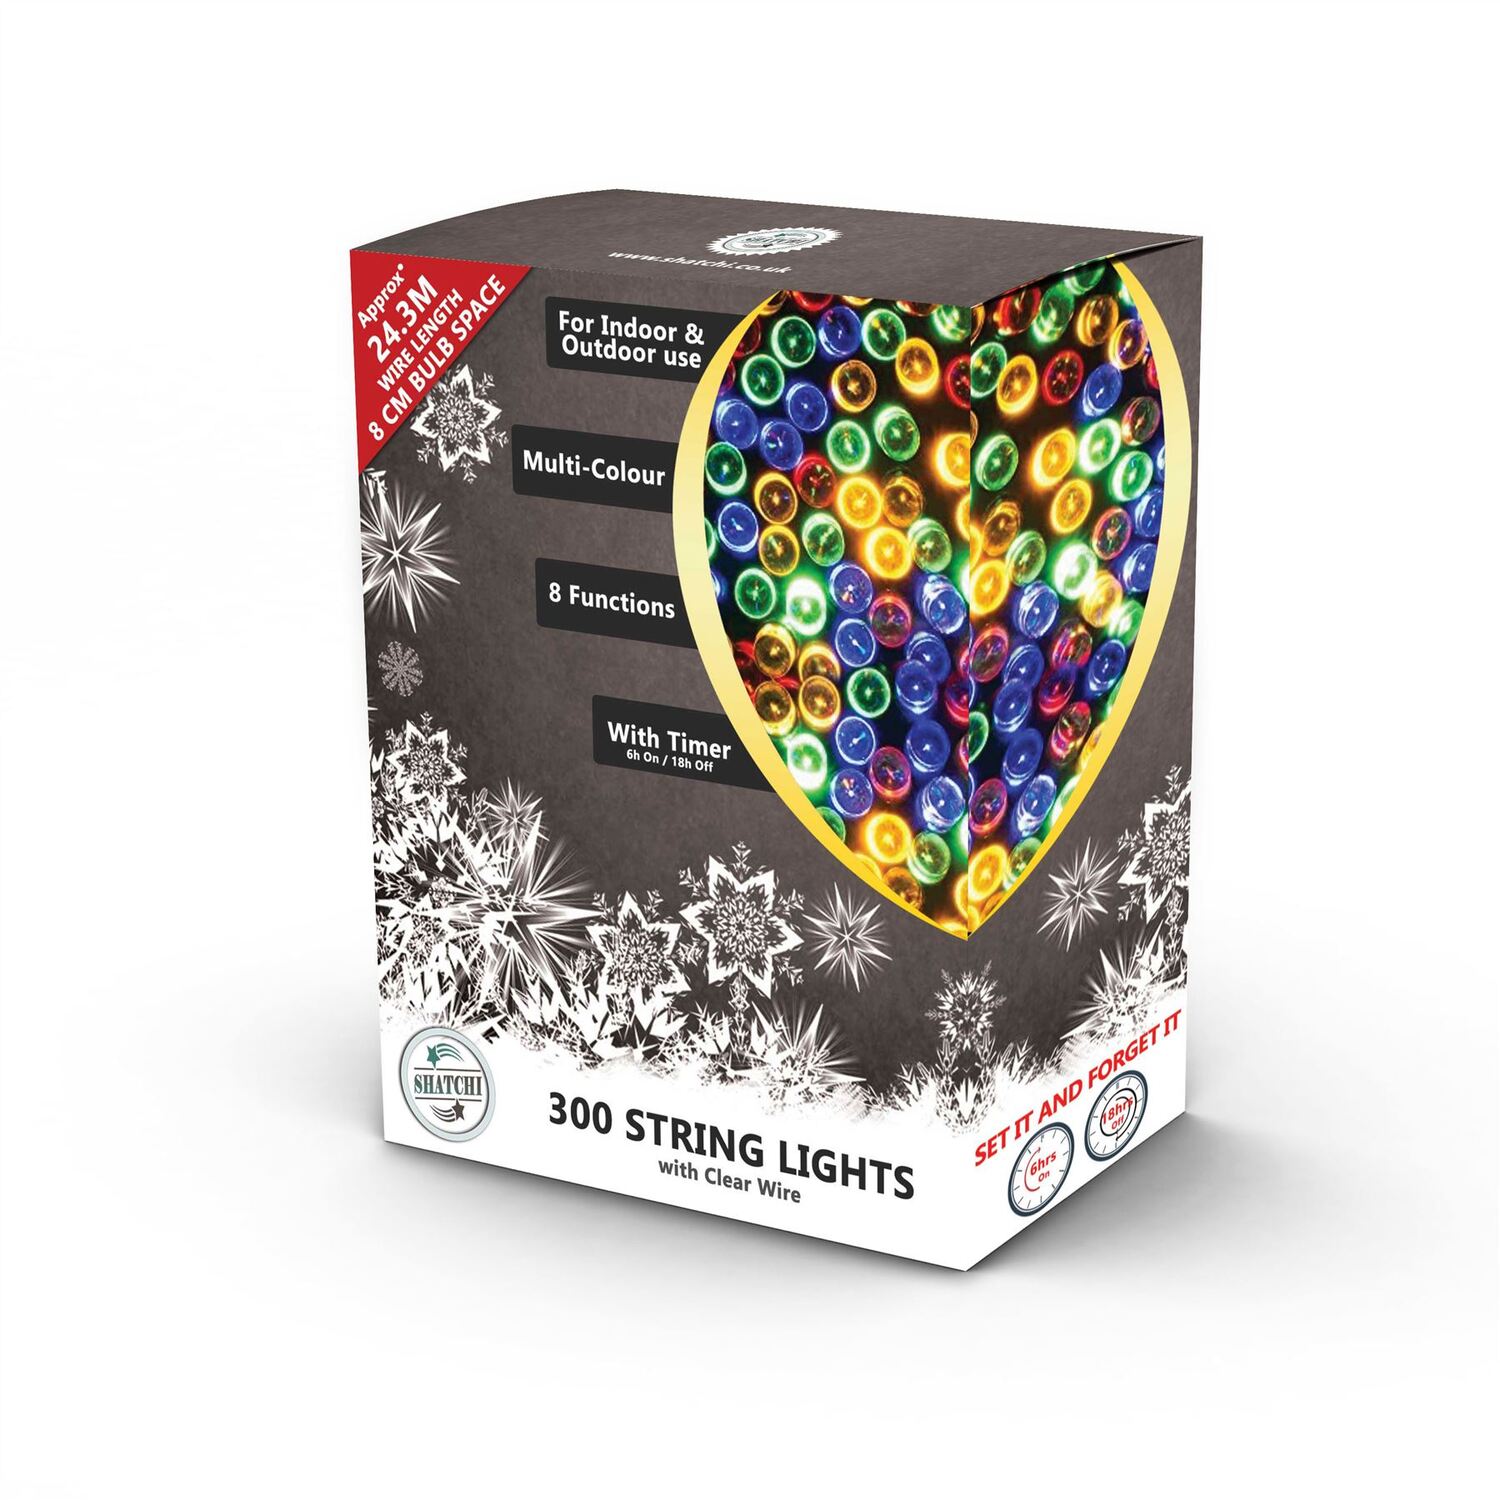 SHATCHI
www.shatchi.co.uk
Approx*
24.3M
WIRE LENGTH
8 CM BULB SPACE
For Indoor &
Outdoor use
Multi-Colour
8 Functions
With Timer
6h On / 18h Off
SHATCHI
300 STRING LIGHTS
with Clear Wire
SET IT AND FORGET IT
6hrs
On
18hrs
Off